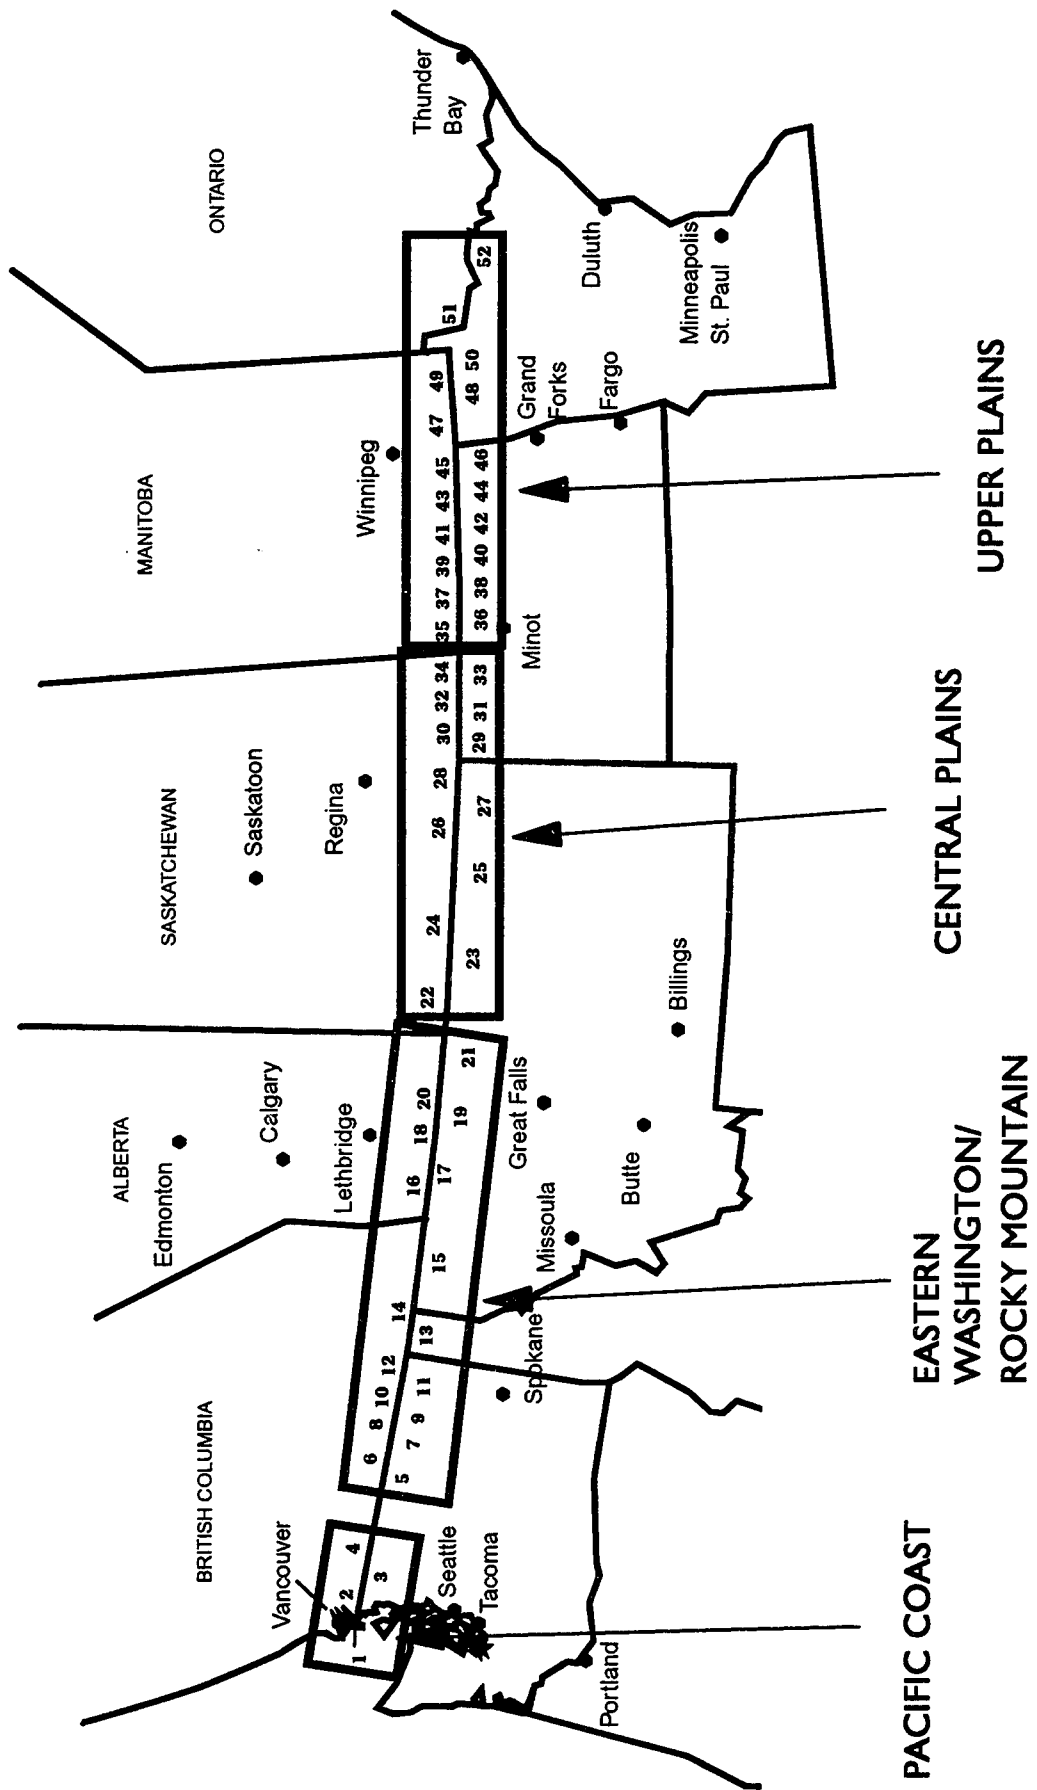 BRITISH COLUMBIA
ALBERTA
SASKATCHEWAN
MANITOBA
ONTARIO
Edmonton
Calgary
Lethbridge
Saskatoon
Regina
Winnipeg
Thunder
Bay
Vancouver
1
2
3
4
5
6
7
8
9
10
11
12
13
14
15
16
17
18
19
20
21
22
23
24
25
26
27
28
29
30
31
32
33
34
35
36
37
38
39
40
41
42
43
44
45
46
47
48
49
50
51
52
Seattle
Tacoma
Portland
Spokane
Missoula
Great Falls
Butte
Billings
Minot
Grand
Forks
Fargo
Duluth
Minneapolis
St. Paul
PACIFIC COAST
EASTERN
WASHINGTON/
ROCKY MOUNTAIN
CENTRAL PLAINS
UPPER PLAINS